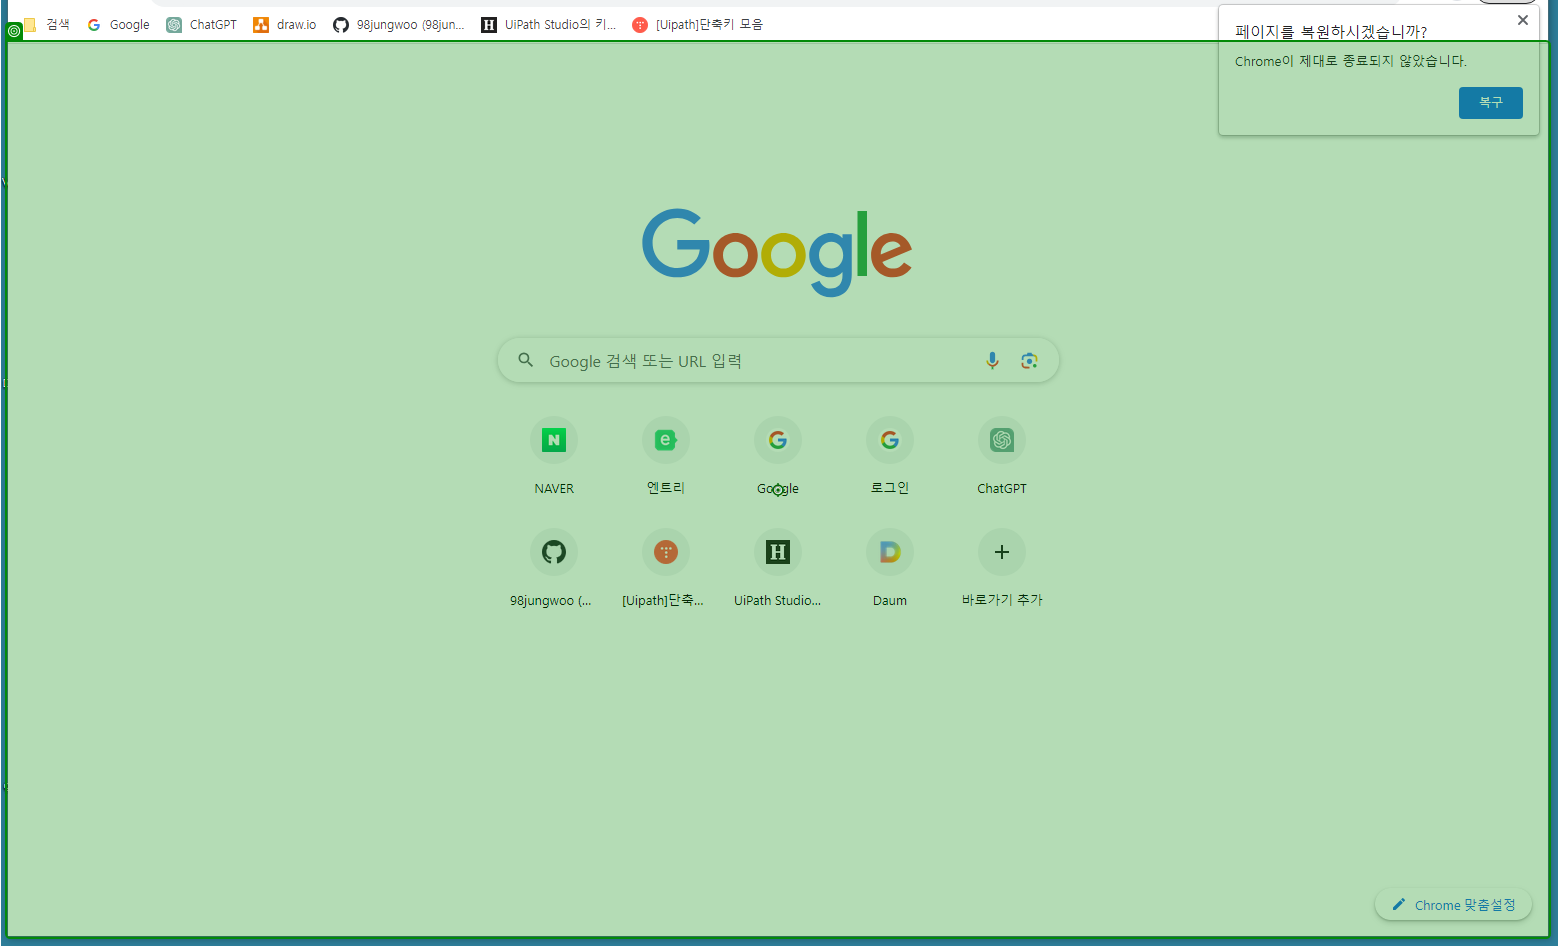 검색 Google ChatGPT draw.io 98jungwoo (98jun... UiPath Studio의 키... [Uipath]단축키 모음
페이지를 복원하시겠습니까?
Chrome이 제대로 종료되지 않았습니다.
복구
Google
Google 검색 또는 URL 입력
NAVER 엔트리 Google 로그인 ChatGPT
98jungwoo (... [Uipath]단축... UiPath Studio... Daum 바로가기 추가
Chrome 맞춤설정